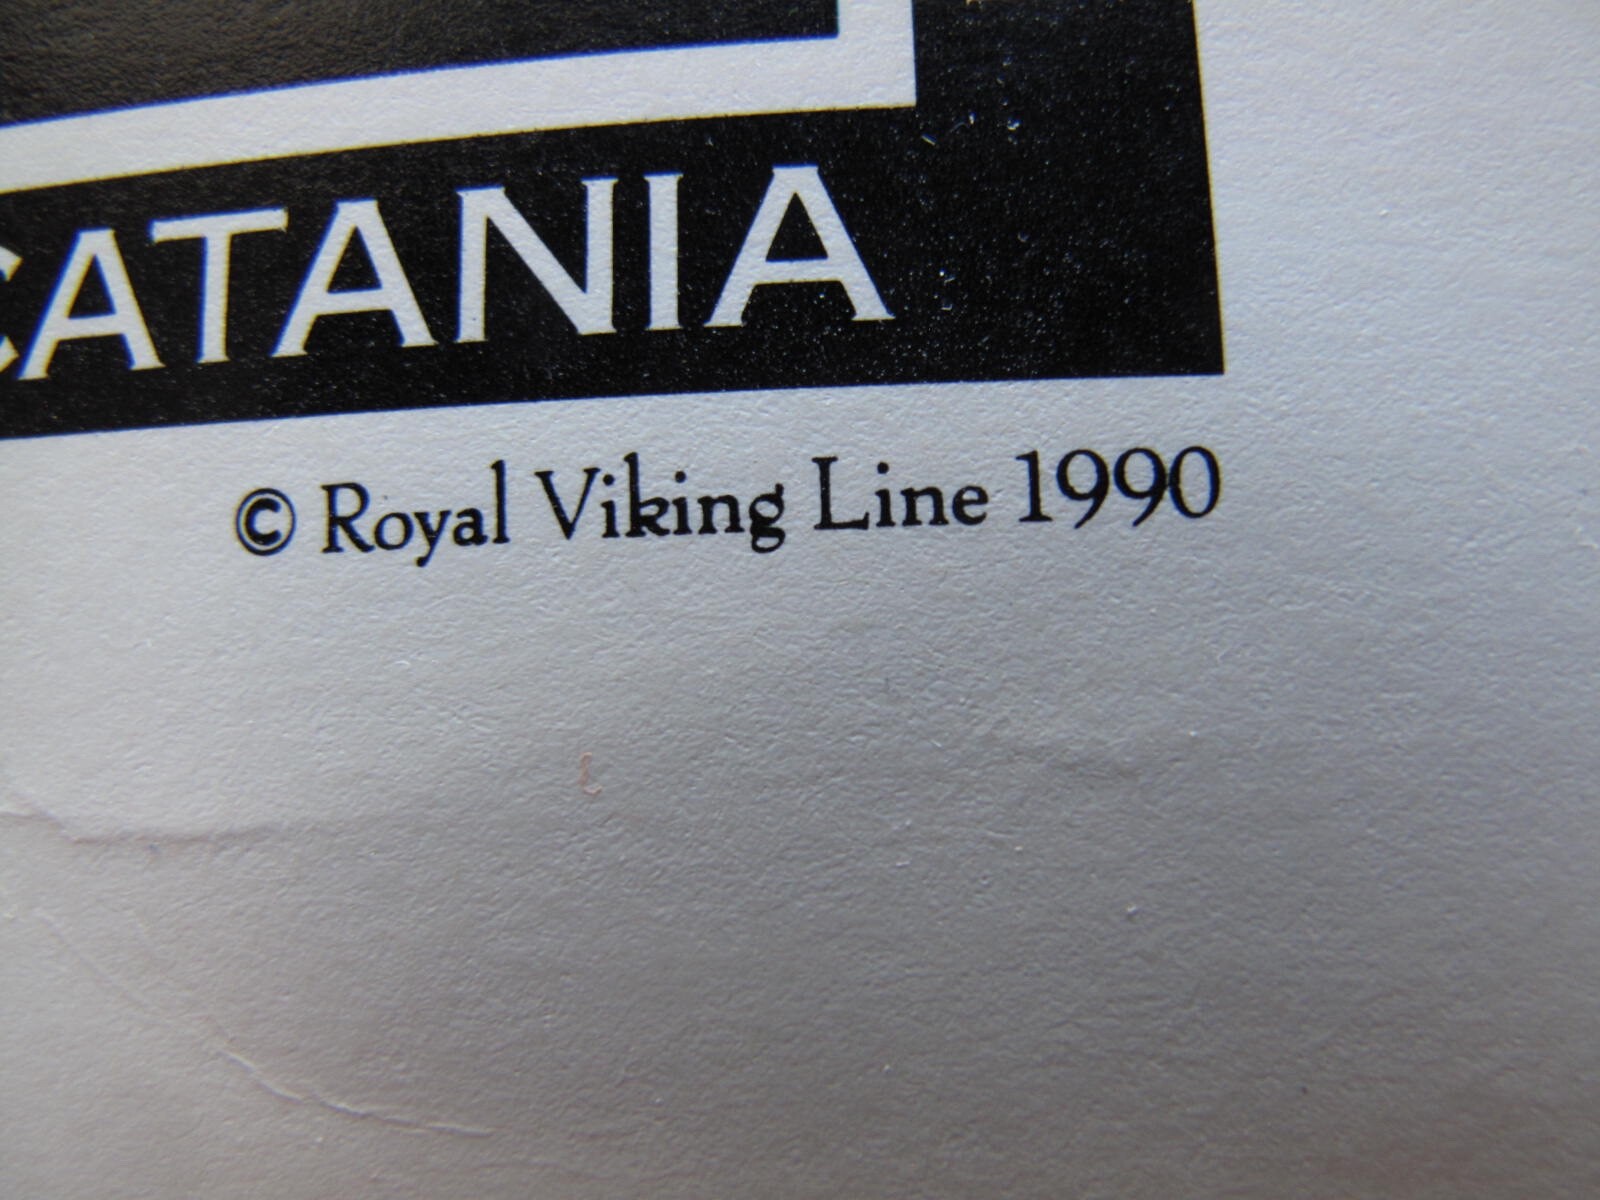 CATANIA
© Royal Viking Line 1990